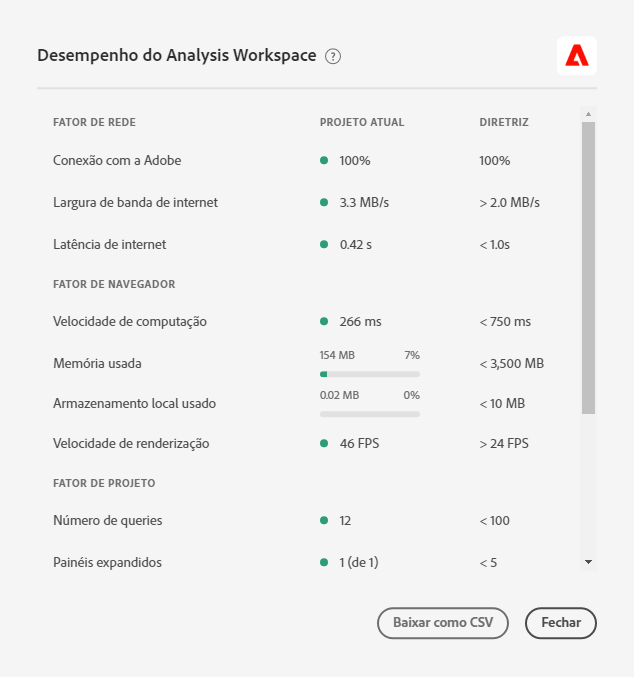 Desempenho do Analysis Workspace ?
FATOR DE REDE PROJETO ATUAL DIRETRIZ
Conexão com a Adobe 100% 100%
Largura de banda de internet 3.3 MB/s > 2.0 MB/s
Latência de internet 0.42 s < 1.0s
FATOR DE NAVEGADOR
Velocidade de computação 266 ms < 750 ms
154 MB 7%
Memória usada < 3,500 MB
0.02 MB 0%
Armazenamento local usado < 10 MB
Velocidade de renderização 46 FPS > 24 FPS
FATOR DE PROJETO
Número de queries 12 < 100
Painéis expandidos 1 (de 1) < 5
Baixar como CSV Fechar